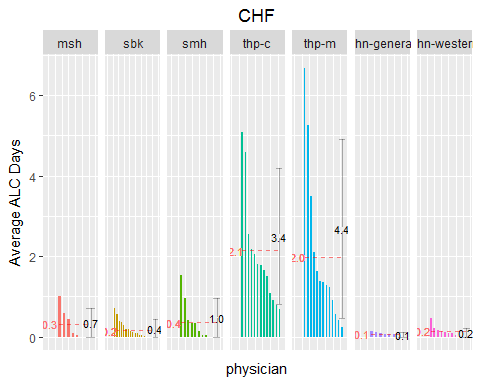 CHF
msh sbk smh thp-c thp-m hn-genera hn-wester
6
4
2
0
0.3 0.7 0.2 0.4 0.4 1.0 2.1 3.4 2.0 4.4 0.1 0.1 0.2 0.2
Average ALC Days
physician